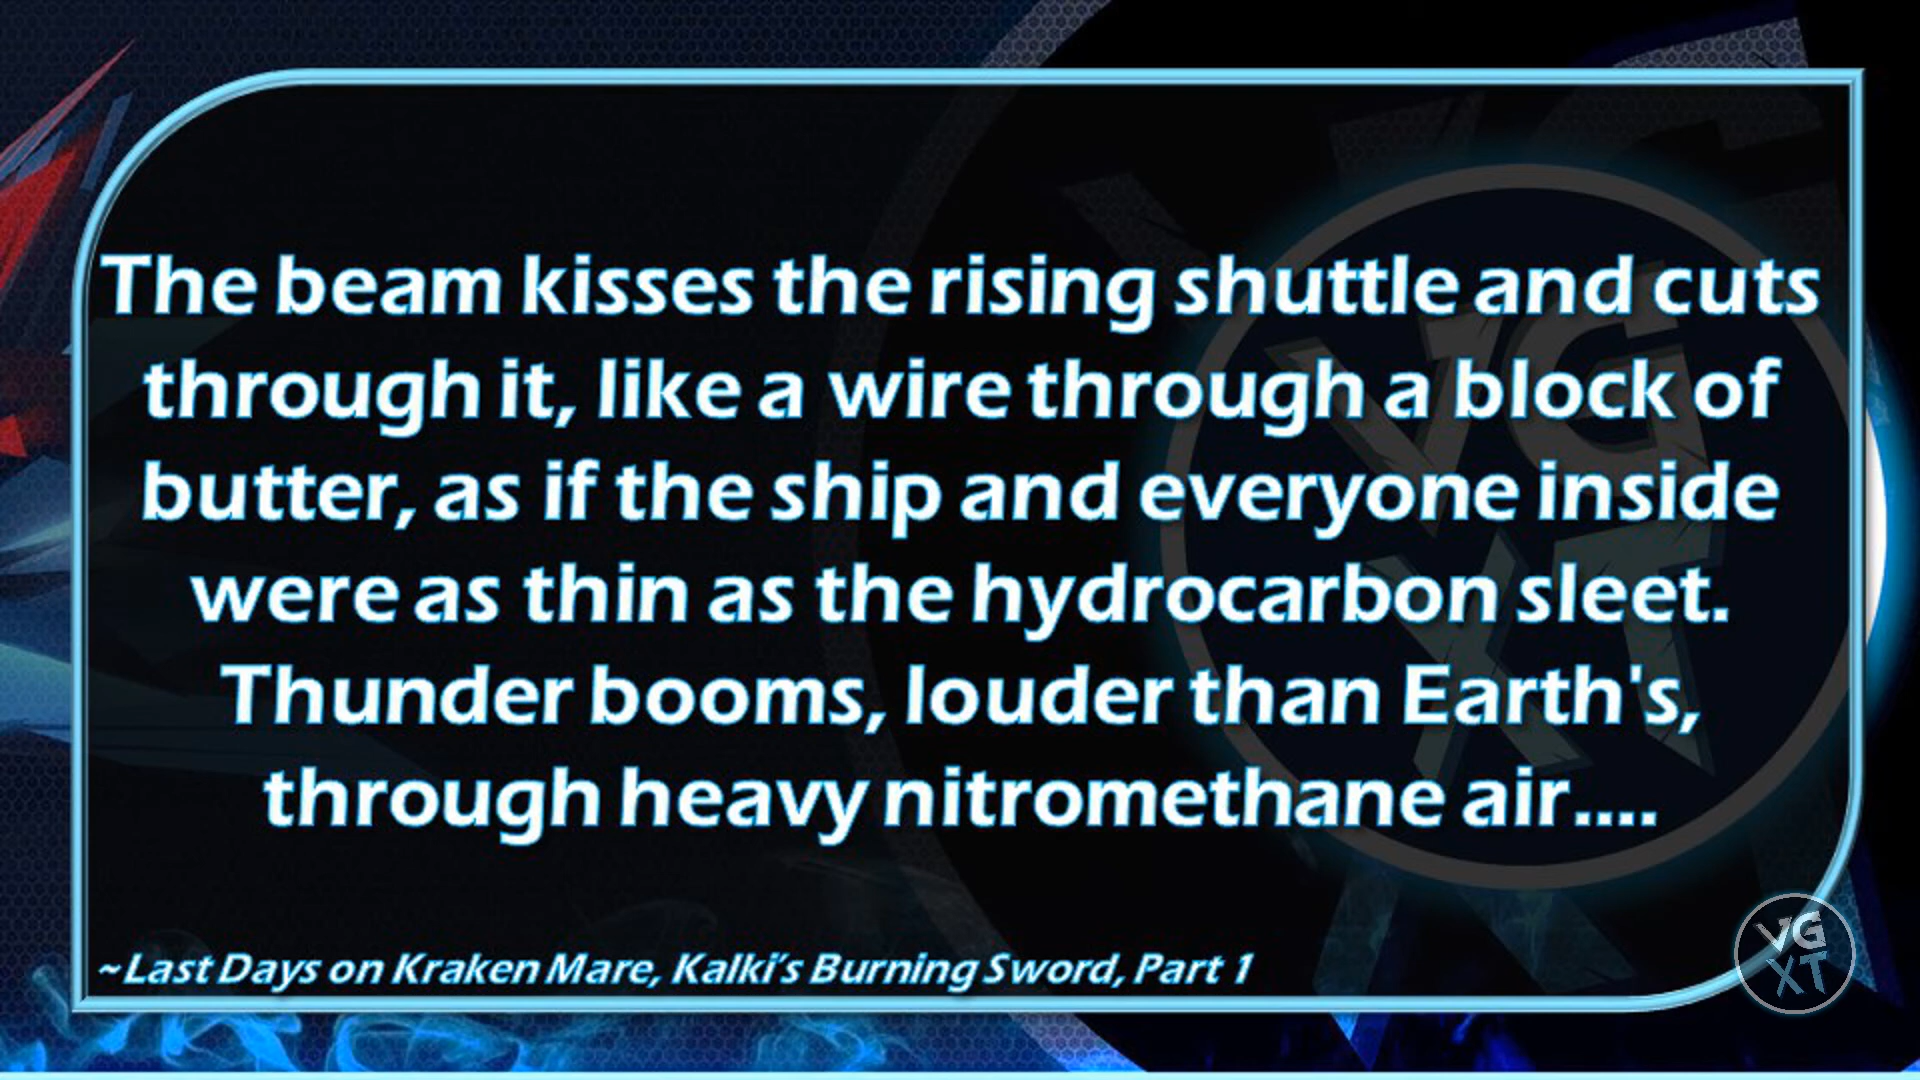 The beam kisses the rising shuttle and cuts
through it, like a wire through a block of
butter, as if the ship and everyone inside
were as thin as the hydrocarbon sleet.
Thunder booms, louder than Earth's,
through heavy nitromethane air....
~Last Days on Kraken Mare, Kalki's Burning Sword, Part 1
VG
XT
VG
XT